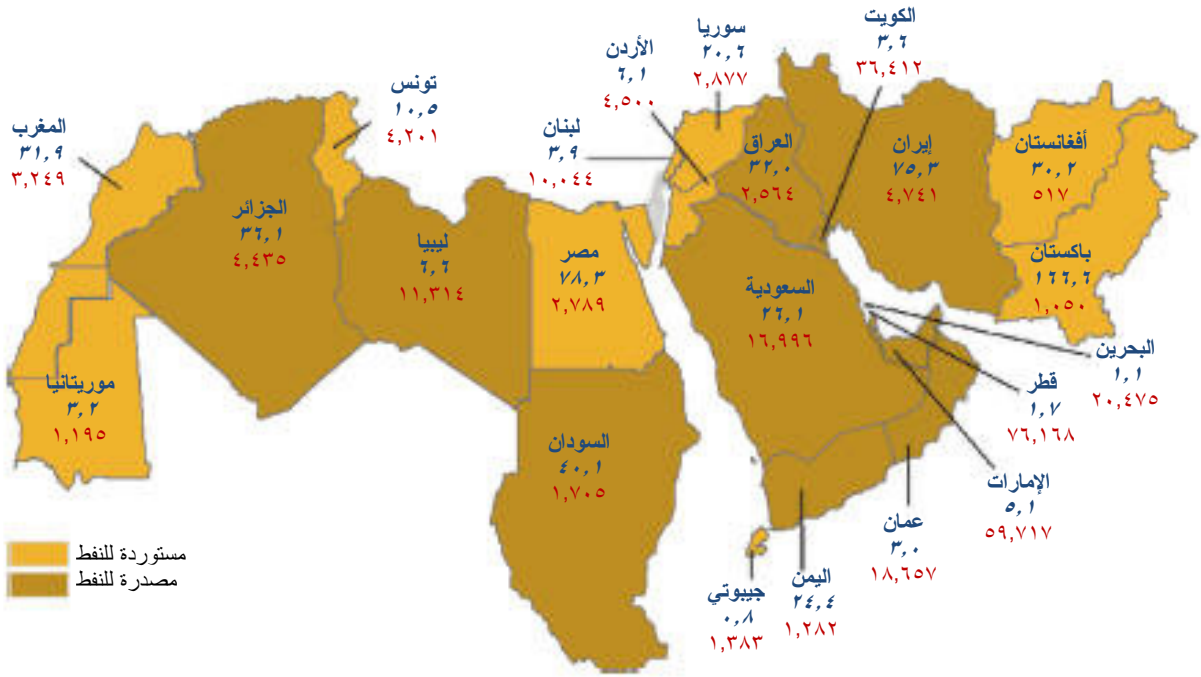 الكويت
٣,٦
٣٦,٤١٢
سوريا
٢٠,٦
٢,٨٧٧
الأردن
٦,١
٤,٥٠٠
تونس
١٠,٥
٤,٢٠١
لبنان
٣,٩
١٠,٠٤٤
المغرب
٣١,٩
٣,٢٤٩
أفغانستان
٣٠,٢
٥١٧
إيران
٧٥,٣
٤,٧٤١
العراق
٣٢,٠
٢,٥٦٤
الجزائر
٣٦,١
٤,٤٣٥
ليبيا
٦,٦
١١,٣١٤
مصر
٧٨,٣
٢,٧٨٩
باكستان
١٦٦,٦
١,٠٥٠
السعودية
٢٦,١
١٦,٩٩٦
البحرين
١,١
٢٠,٤٧٥
قطر
١,٧
٧٦,١٦٨
موريتانيا
٣,٢
١,١٩٥
السودان
٤٠,١
١,٧٠٥
الإمارات
٥,١
٥٩,٧١٧
عمان
٣,٠
١٨,٦٥٧
اليمن
٢٤,٤
١,٢٨٢
جيبوتي
٠,٨
١,٣٨٣
مستوردة للنفط
مصدرة للنفط